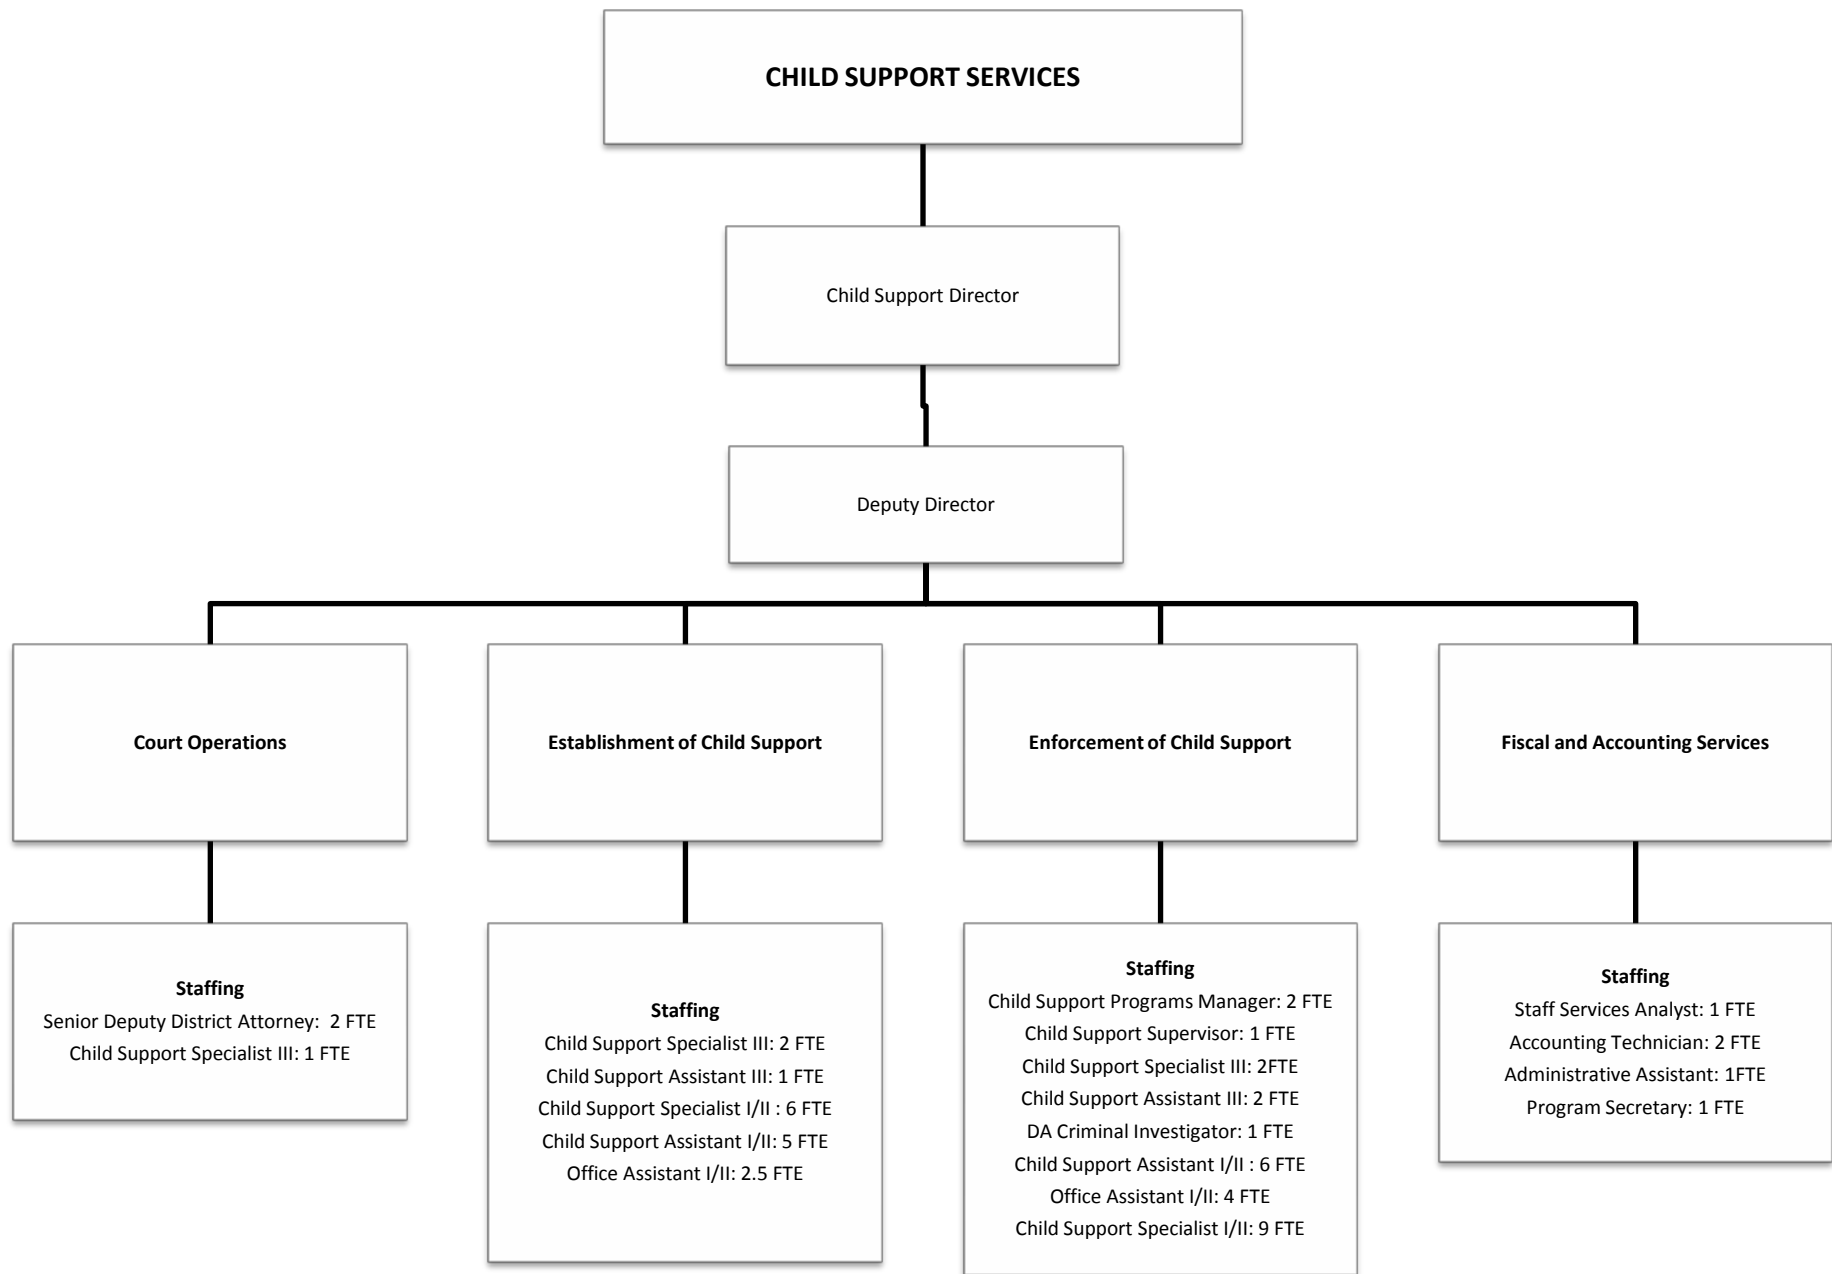 CHILD SUPPORT SERVICES
Child Support Director
Deputy Director
Court Operations
Establishment of Child Support
Enforcement of Child Support
Fiscal and Accounting Services
Staffing
Senior Deputy District Attorney: 2 FTE
Child Support Specialist III: 1 FTE
Staffing
Child Support Specialist III: 2 FTE
Child Support Assistant III: 1 FTE
Child Support Specialist I/II : 6 FTE
Child Support Assistant I/II: 5 FTE
Office Assistant I/II: 2.5 FTE
Staffing
Child Support Programs Manager: 2 FTE
Child Support Supervisor: 1 FTE
Child Support Specialist III: 2FTE
Child Support Assistant III: 2 FTE
DA Criminal Investigator: 1 FTE
Child Support Assistant I/II : 6 FTE
Office Assistant I/II: 4 FTE
Child Support Specialist I/II: 9 FTE
Staffing
Staff Services Analyst: 1 FTE
Accounting Technician: 2 FTE
Administrative Assistant: 1FTE
Program Secretary: 1 FTE